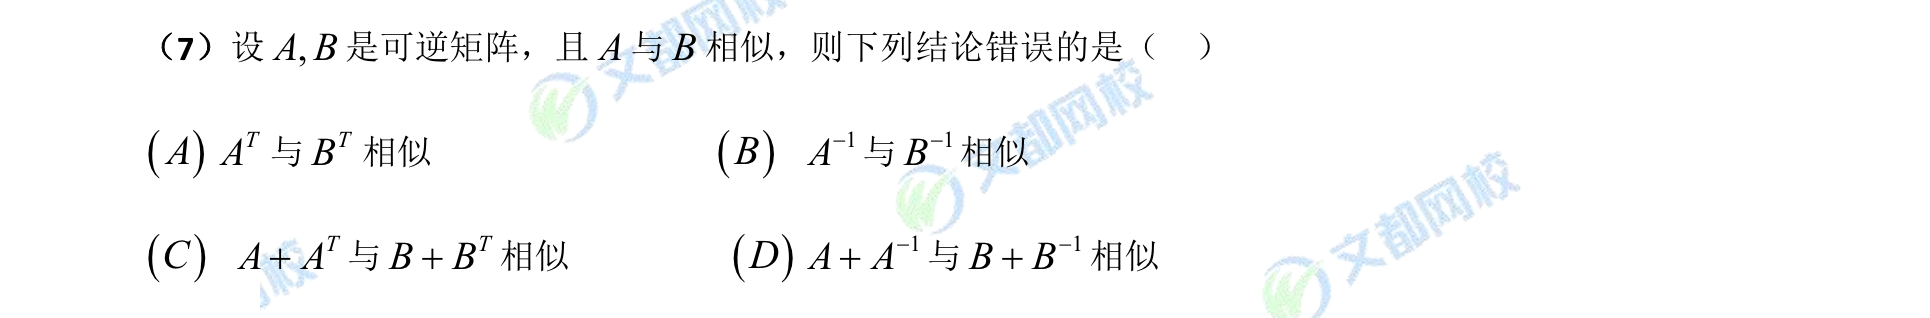 （7）设 A, B 是可逆矩阵，且 A 与 B 相似，则下列结论错误的是（ ）
(A) A^T 与 B^T 相似 (B) A^{-1} 与 B^{-1} 相似
(C) A + A^T 与 B + B^T 相似 (D) A + A^{-1} 与 B + B^{-1} 相似
文都网校
文都网校
文都网校
网校